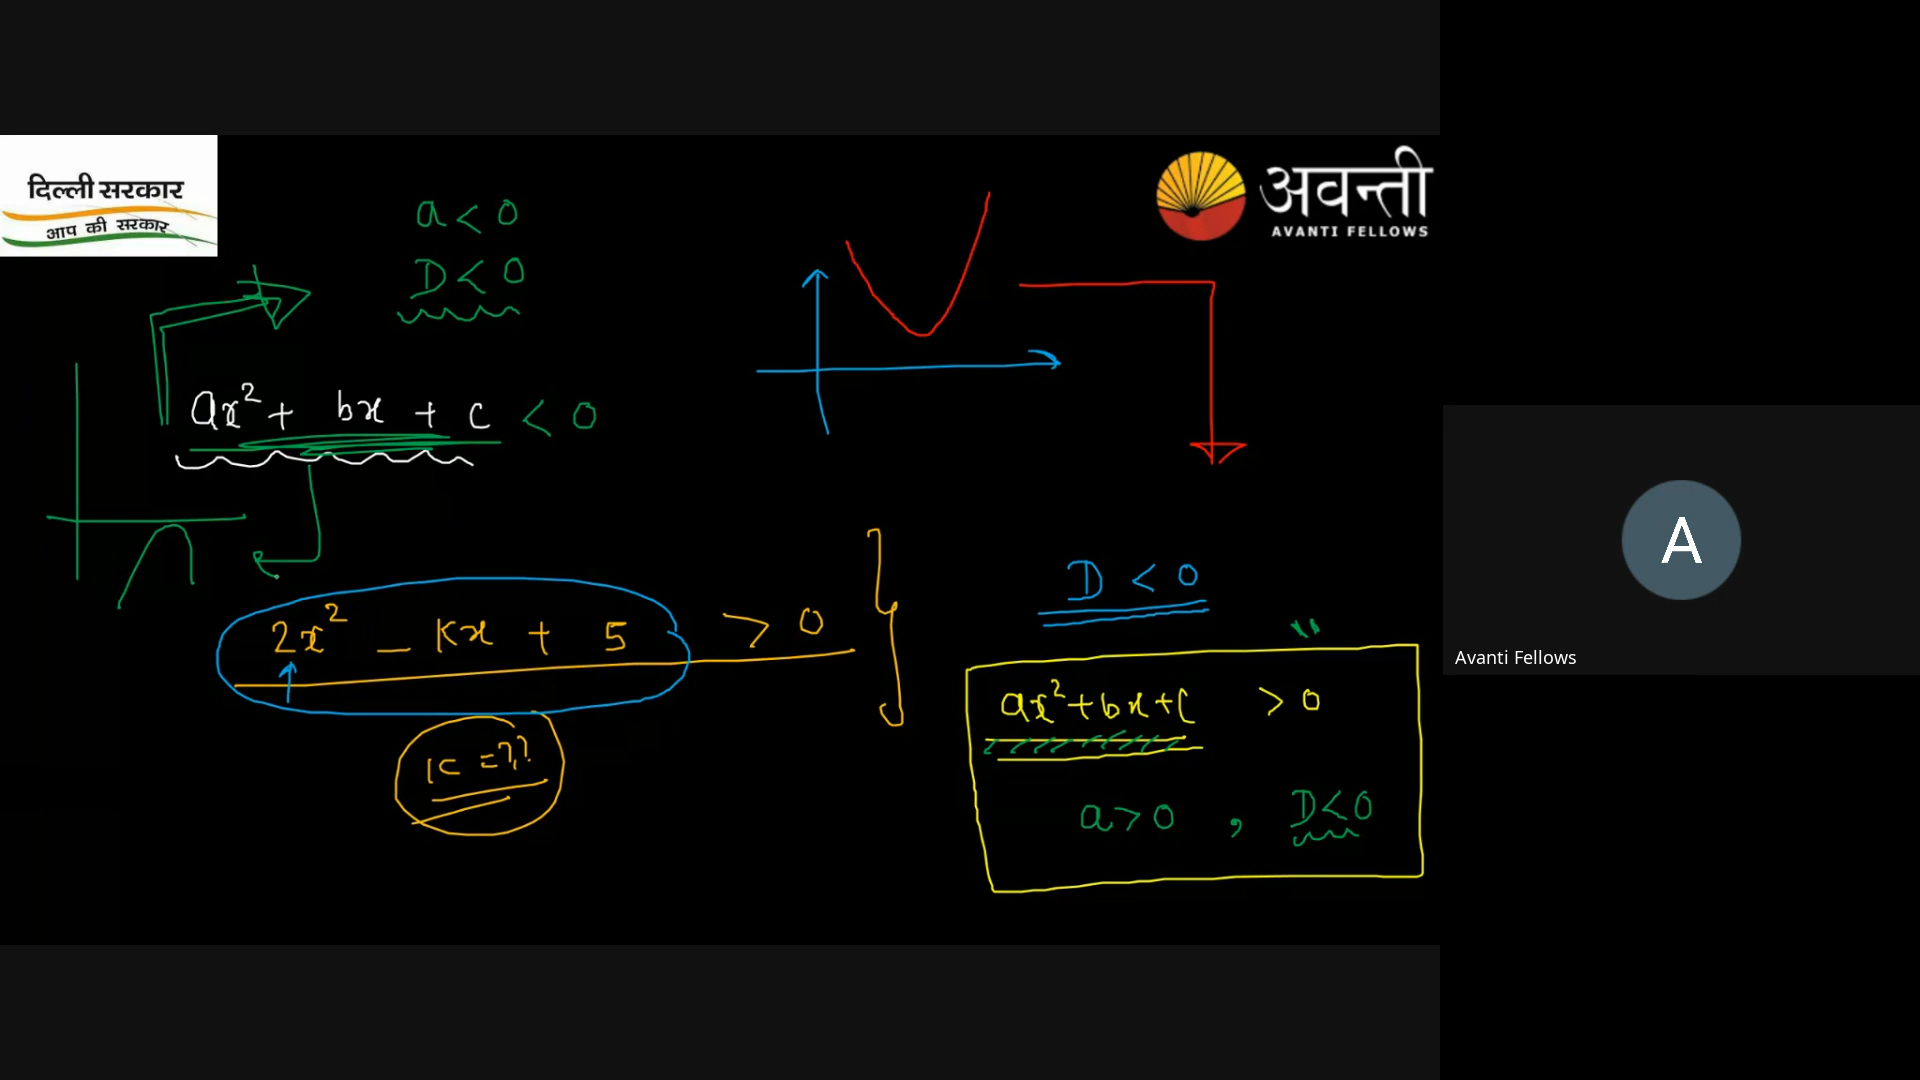 दिल्ली सरकार
आप की सरकार
अवन्ती
AVANTI FELLOWS
a < 0
D < 0
ax² + bx + c < 0
2x² - Kx + 5 > 0
K = ??
D < 0
ax² + bx + c > 0
a > 0 , D < 0
A
Avanti Fellows